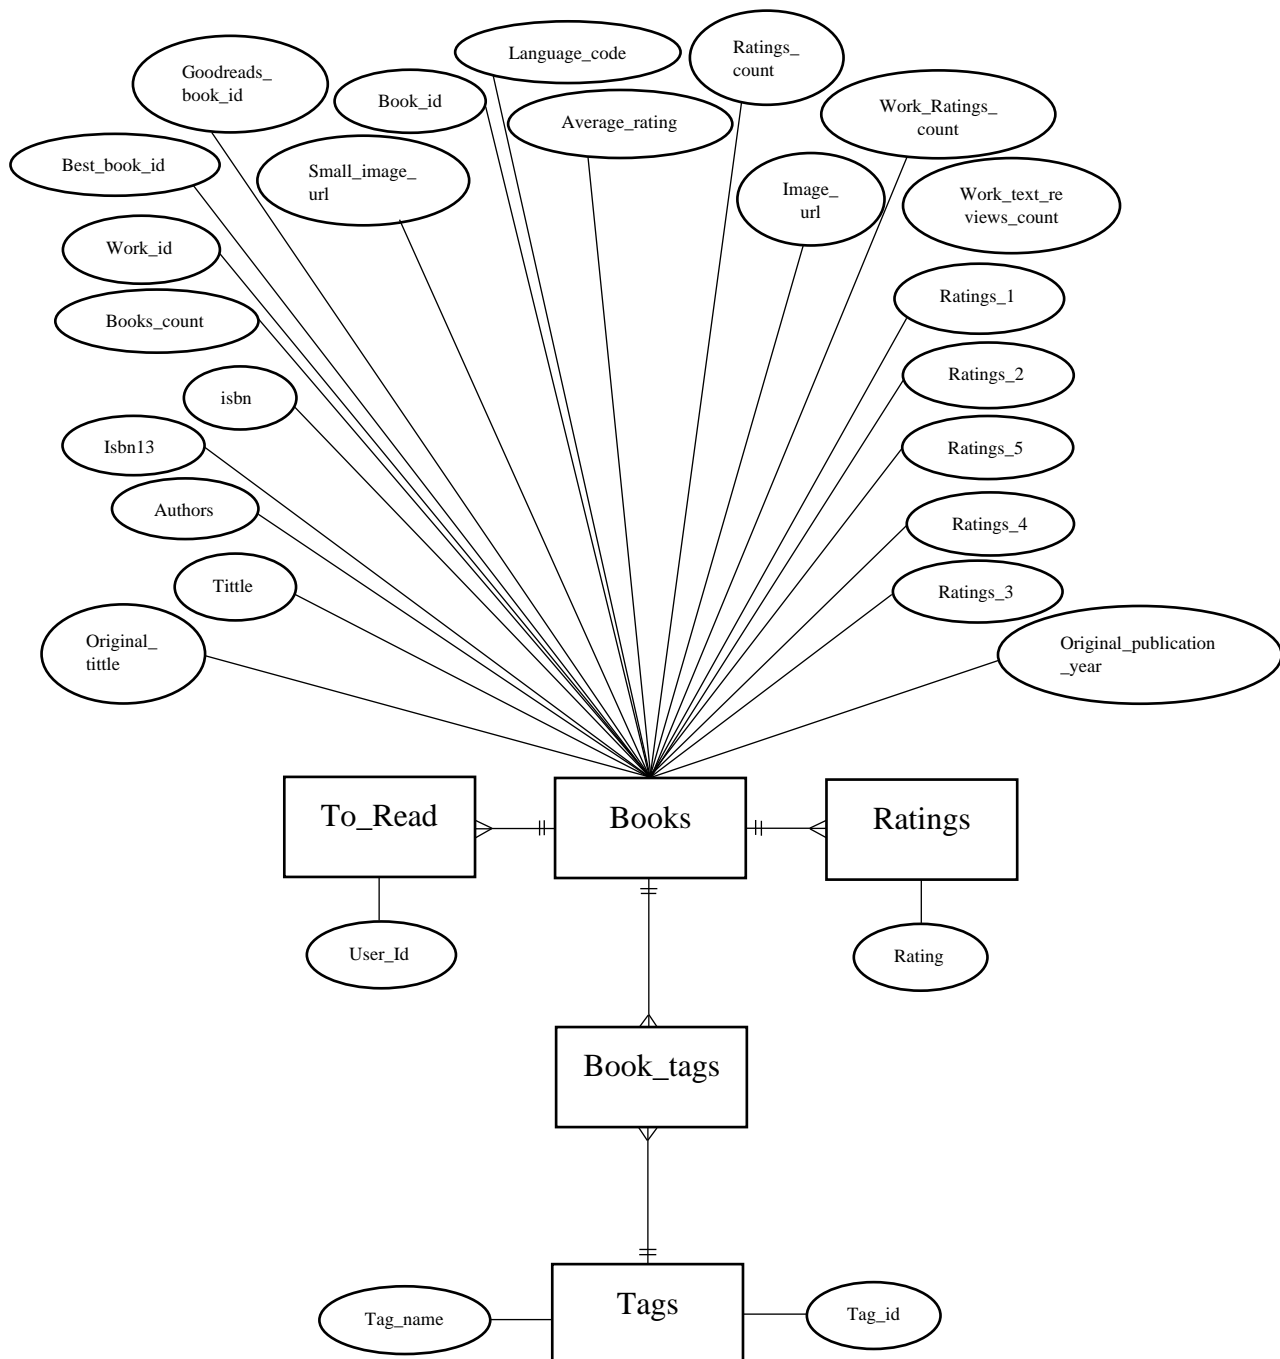 Language_code
Ratings_
count
Goodreads_
book_id
Book_id
Average_rating
Work_Ratings_
count
Best_book_id
Small_image_
url
Image_
url
Work_text_re
views_count
Work_id
Ratings_1
Books_count
Ratings_2
isbn
Isbn13
Ratings_5
Authors
Ratings_4
Tittle
Ratings_3
Original_
tittle
Original_publication
_year
To_Read
Books
Ratings
User_Id
Rating
Book_tags
Tags
Tag_name
Tag_id